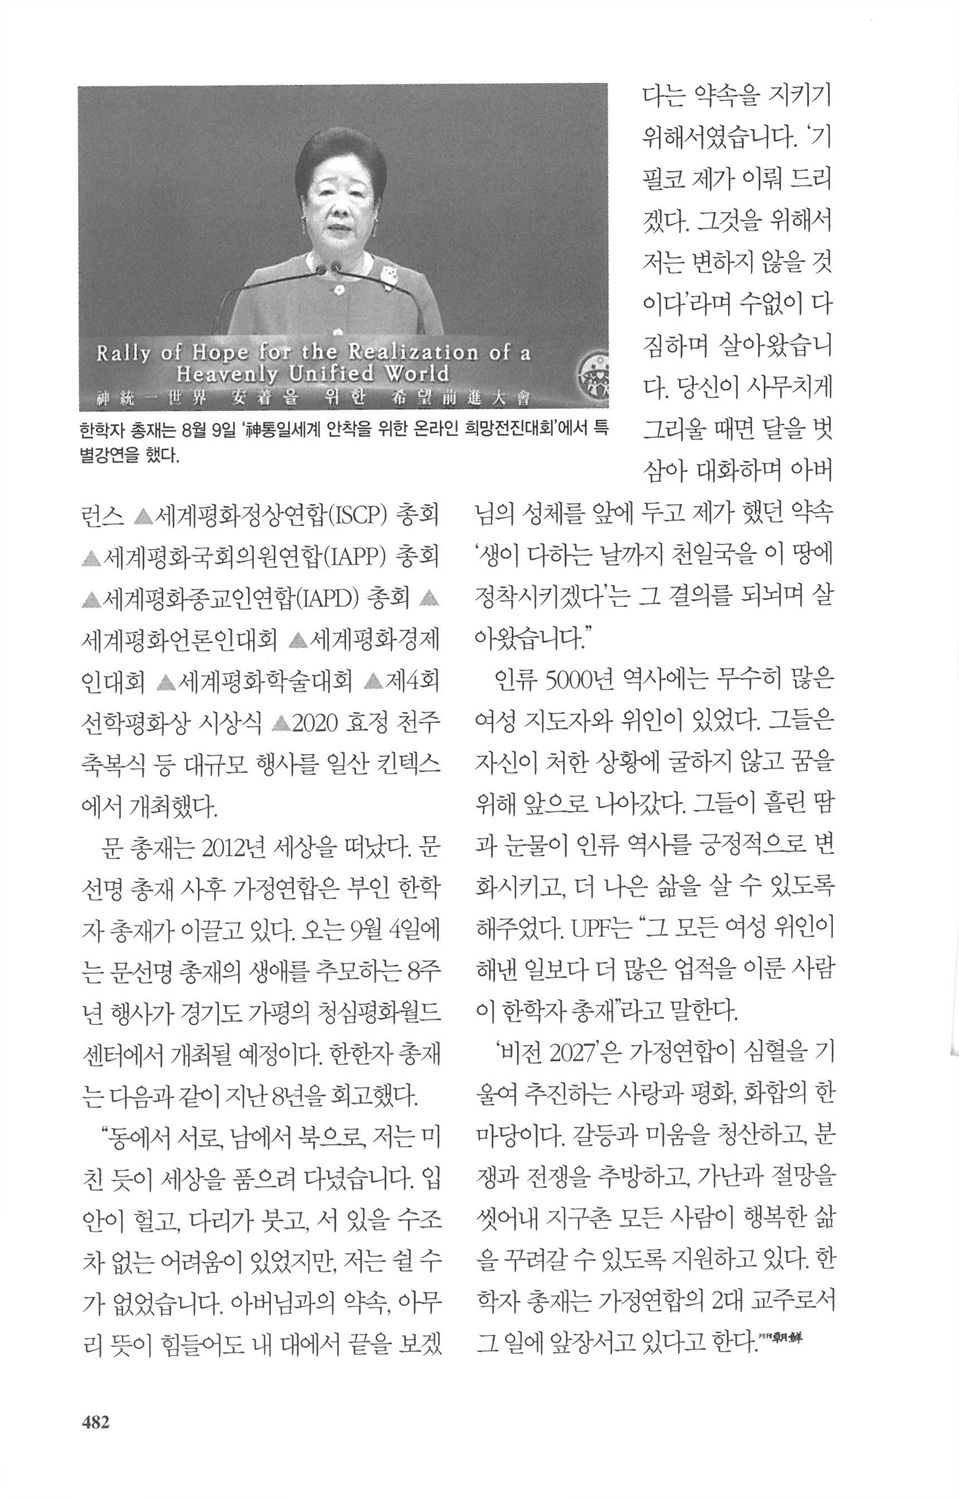 Rally of Hope for the Realization of a
Heavenly Unified World
神統一世界 安着을 위한 希望前進大會
한학자 총재는 8월 9일 ‘神통일세계 안착을 위한 온라인 희망전진대회’에서 특
별강연을 했다.
런스 ▲세계평화정상연합(ISCP) 총회
▲세계평화국회의원연합(IAPP) 총회
▲세계평화종교인연합(IAPD) 총회 ▲
세계평화언론인대회 ▲세계평화경제
인대회 ▲세계평화학술대회 ▲제4회
선학평화상 시상식 ▲2020 효정 천주
축복식 등 대규모 행사를 일산 킨텍스
에서 개최했다.
문 총재는 2012년 세상을 떠났다. 문
선명 총재 사후 가정연합은 부인 한학
자 총재가 이끌고 있다. 오는 9월 4일에
는 문선명 총재의 생애를 추모하는 8주
년 행사가 경기도 가평의 청심평화월드
센터에서 개최될 예정이다. 한한자 총재
는 다음과 같이 지난 8년을 회고했다.
“동에서 서로, 남에서 북으로, 저는 미
친 듯이 세상을 품으려 다녔습니다. 입
안이 헐고, 다리가 붓고, 서 있을 수조
차 없는 어려움이 있었지만, 저는 쉴 수
가 없었습니다. 아버님과의 약속, 아무
리 뜻이 힘들어도 내 대에서 끝을 보겠
다는 약속을 지키기
위해서였습니다. ‘기
필코 제가 이뤄 드리
겠다. 그것을 위해서
저는 변하지 않을 것
이다’라며 수없이 다
짐하며 살아왔습니
다. 당신이 사무치게
그리울 때면 달을 벗
삼아 대화하며 아버
님의 성체를 앞에 두고 제가 했던 약속
‘생이 다하는 날까지 천일국을 이 땅에
정착시키겠다’는 그 결의를 되뇌며 살
아왔습니다.”
인류 5000년 역사에는 무수히 많은
여성 지도자와 위인이 있었다. 그들은
자신이 처한 상황에 굴하지 않고 꿈을
위해 앞으로 나아갔다. 그들이 흘린 땀
과 눈물이 인류 역사를 긍정적으로 변
화시키고, 더 나은 삶을 살 수 있도록
해주었다. UPF는 “그 모든 여성 위인이
해낸 일보다 더 많은 업적을 이룬 사람
이 한학자 총재”라고 말한다.
‘비전 2027’은 가정연합이 심혈을 기
울여 추진하는 사랑과 평화, 화합의 한
마당이다. 갈등과 미움을 청산하고, 분
쟁과 전쟁을 추방하고, 가난과 절망을
씻어내 지구촌 모든 사람이 행복한 삶
을 꾸려갈 수 있도록 지원하고 있다. 한
학자 총재는 가정연합의 2대 교주로서
그 일에 앞장서고 있다고 한다. 月刊朝鮮
482